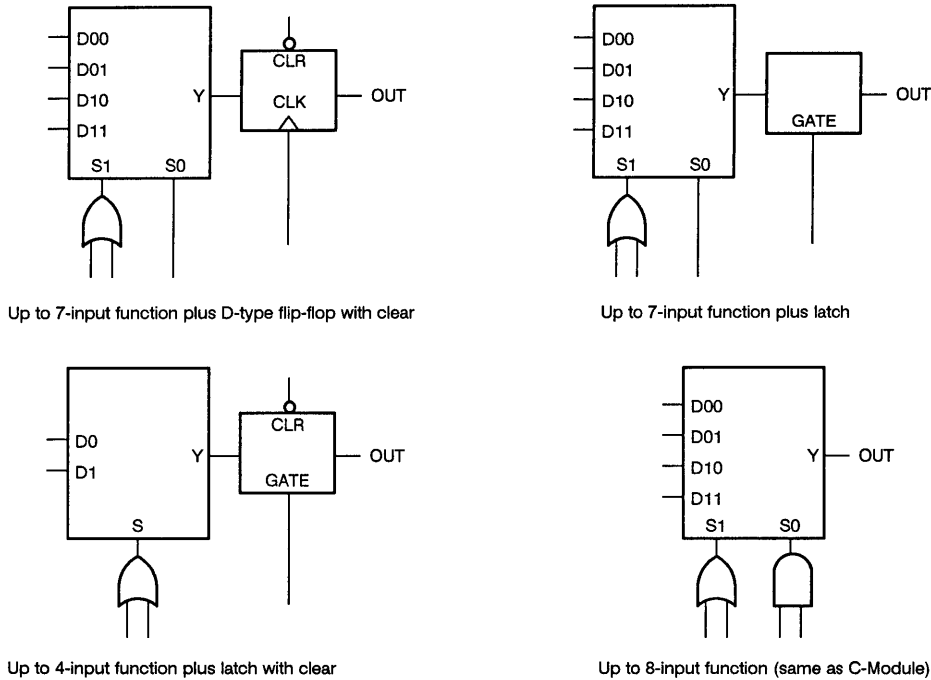 D00
D01
D10
D11
S1 S0
Y
CLR
CLK
OUT
Up to 7-input function plus D-type flip-flop with clear
D00
D01
D10
D11
S1 S0
Y
GATE
OUT
Up to 7-input function plus latch
D0
D1
S
Y
CLR
GATE
OUT
Up to 4-input function plus latch with clear
D00
D01
D10
D11
S1 S0
Y
OUT
Up to 8-input function (same as C-Module)